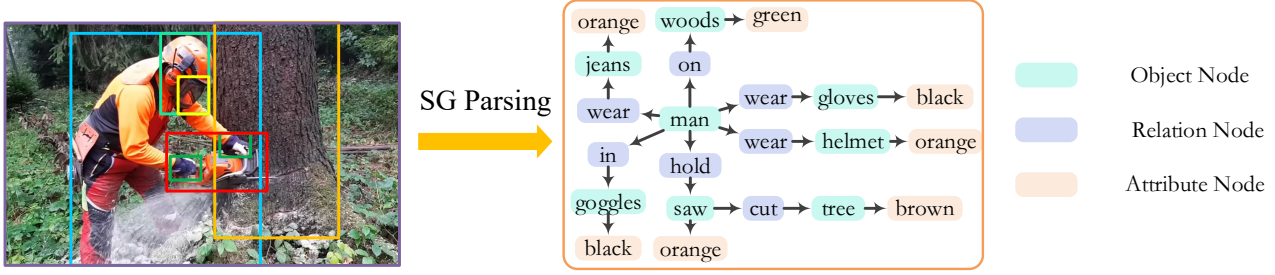 SG Parsing
orange woods green
jeans on
wear man wear gloves black
in hold wear helmet orange
goggles saw cut tree brown
black orange
Object Node
Relation Node
Attribute Node